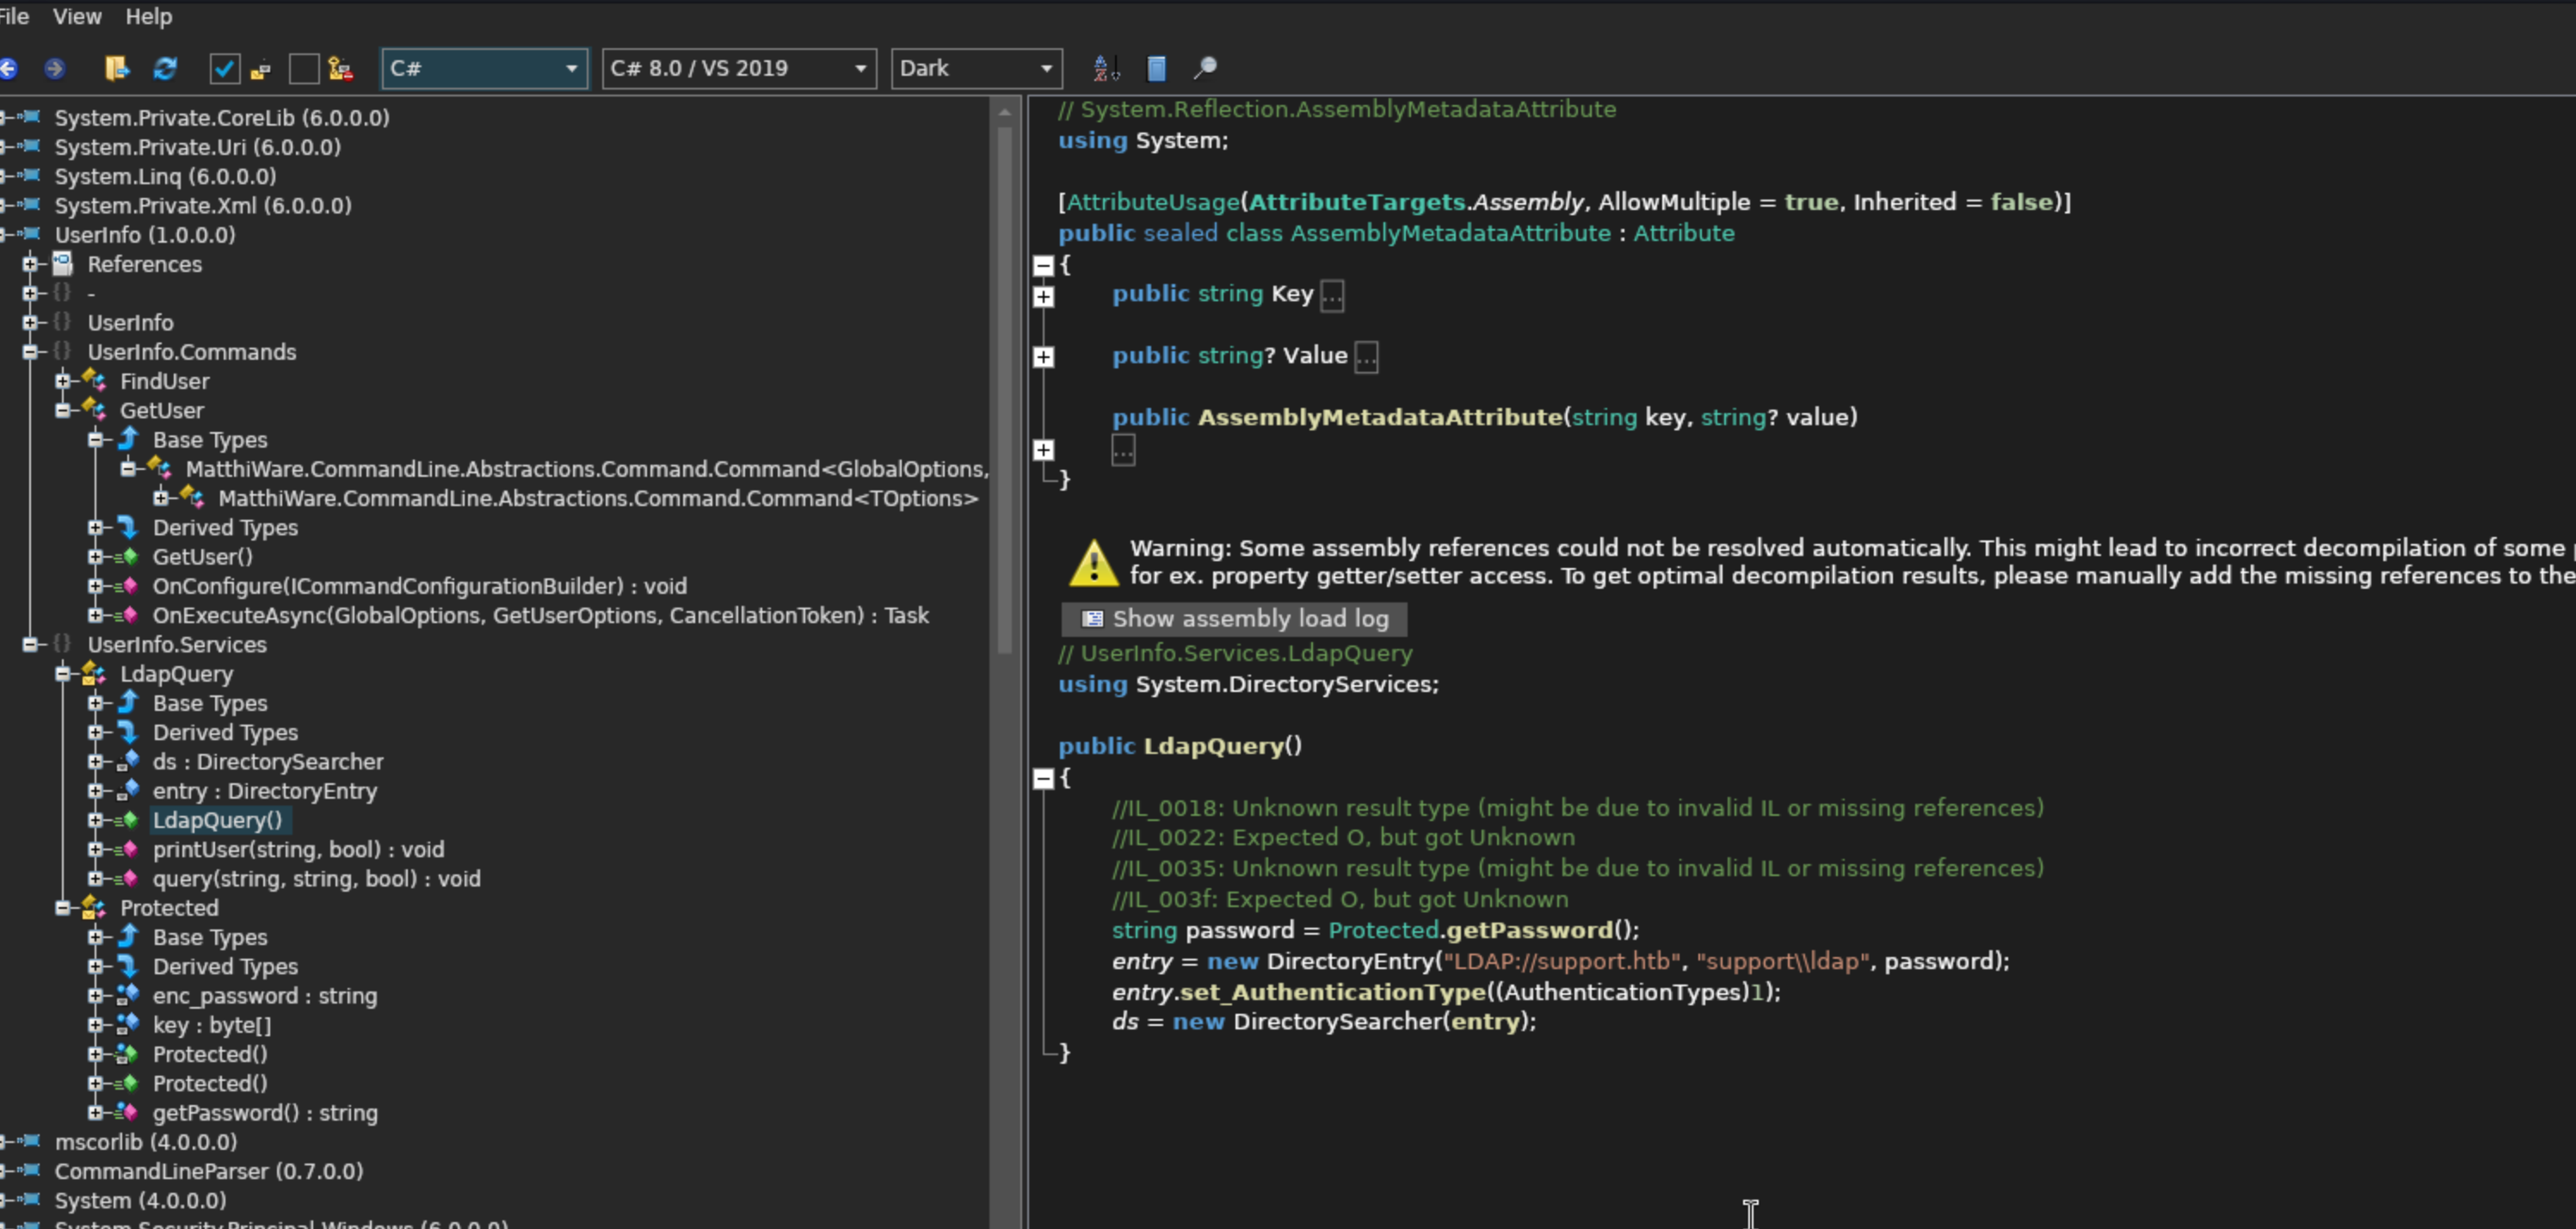 File View Help
C# C# 8.0 / VS 2019 Dark
System.Private.CoreLib (6.0.0.0)
System.Private.Uri (6.0.0.0)
System.Linq (6.0.0.0)
System.Private.Xml (6.0.0.0)
UserInfo (1.0.0.0)
References
-
UserInfo
UserInfo.Commands
FindUser
GetUser
Base Types
MatthiWare.CommandLine.Abstractions.Command.Command<GlobalOptions,
MatthiWare.CommandLine.Abstractions.Command.Command<TOptions>
Derived Types
GetUser()
OnConfigure(ICommandConfigurationBuilder) : void
OnExecuteAsync(GlobalOptions, GetUserOptions, CancellationToken) : Task
UserInfo.Services
LdapQuery
Base Types
Derived Types
ds : DirectorySearcher
entry : DirectoryEntry
LdapQuery()
printUser(string, bool) : void
query(string, string, bool) : void
Protected
Base Types
Derived Types
enc_password : string
key : byte[]
Protected()
Protected()
getPassword() : string
mscorlib (4.0.0.0)
CommandLineParser (0.7.0.0)
System (4.0.0.0)
System.Security.Principal.Windows (6.0.0.0)
// System.Reflection.AssemblyMetadataAttribute
using System;
[AttributeUsage(AttributeTargets.Assembly, AllowMultiple = true, Inherited = false)]
public sealed class AssemblyMetadataAttribute : Attribute
{
public string Key ...
public string? Value ...
public AssemblyMetadataAttribute(string key, string? value)
...
}
Warning: Some assembly references could not be resolved automatically. This might lead to incorrect decompilation of some
for ex. property getter/setter access. To get optimal decompilation results, please manually add the missing references to the
Show assembly load log
// UserInfo.Services.LdapQuery
using System.DirectoryServices;
public LdapQuery()
{
//IL_0018: Unknown result type (might be due to invalid IL or missing references)
//IL_0022: Expected O, but got Unknown
//IL_0035: Unknown result type (might be due to invalid IL or missing references)
//IL_003f: Expected O, but got Unknown
string password = Protected.getPassword();
entry = new DirectoryEntry("LDAP://support.htb", "support\\ldap", password);
entry.set_AuthenticationType((AuthenticationTypes)1);
ds = new DirectorySearcher(entry);
}